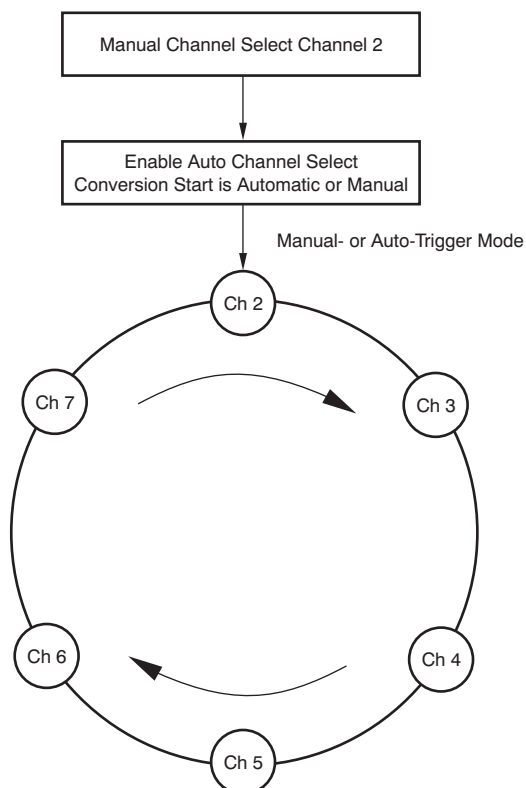 Manual Channel Select Channel 2
Enable Auto Channel Select
Conversion Start is Automatic or Manual
Manual- or Auto-Trigger Mode
Ch 2
Ch 7
Ch 3
Ch 6
Ch 4
Ch 5